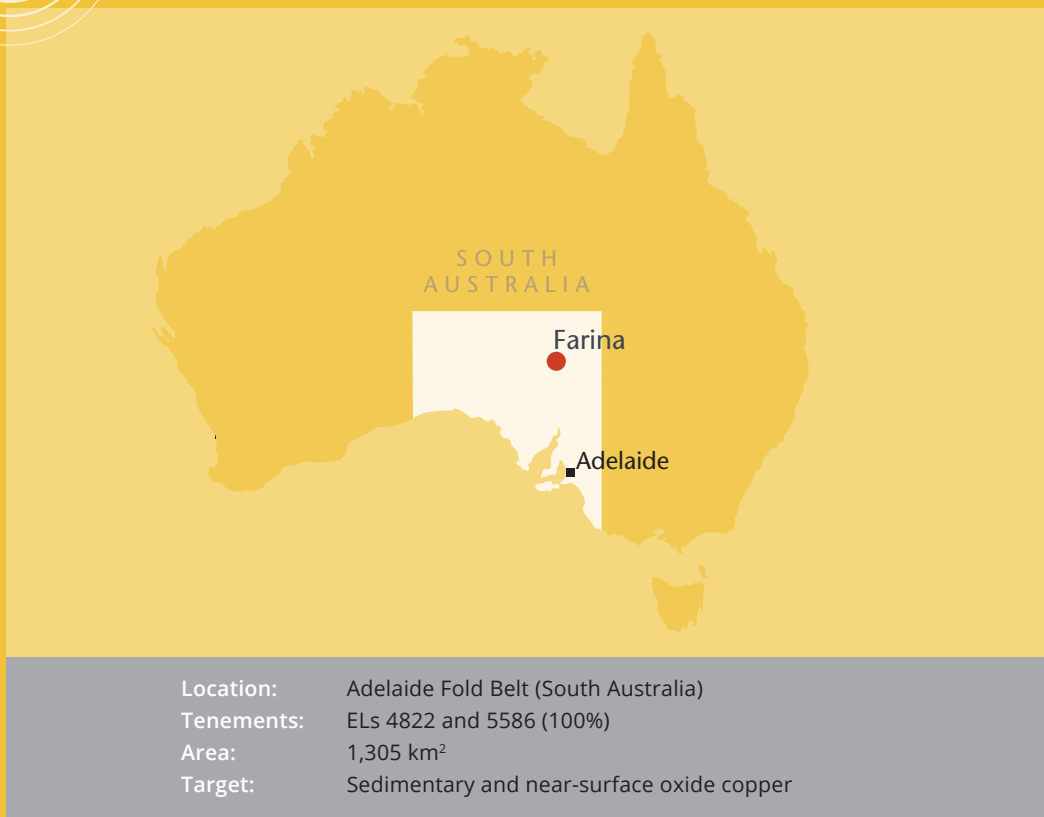 SOUTH
AUSTRALIA
Farina
Adelaide
Location: Adelaide Fold Belt (South Australia)
Tenements: ELs 4822 and 5586 (100%)
Area: 1,305 km²
Target: Sedimentary and near-surface oxide copper